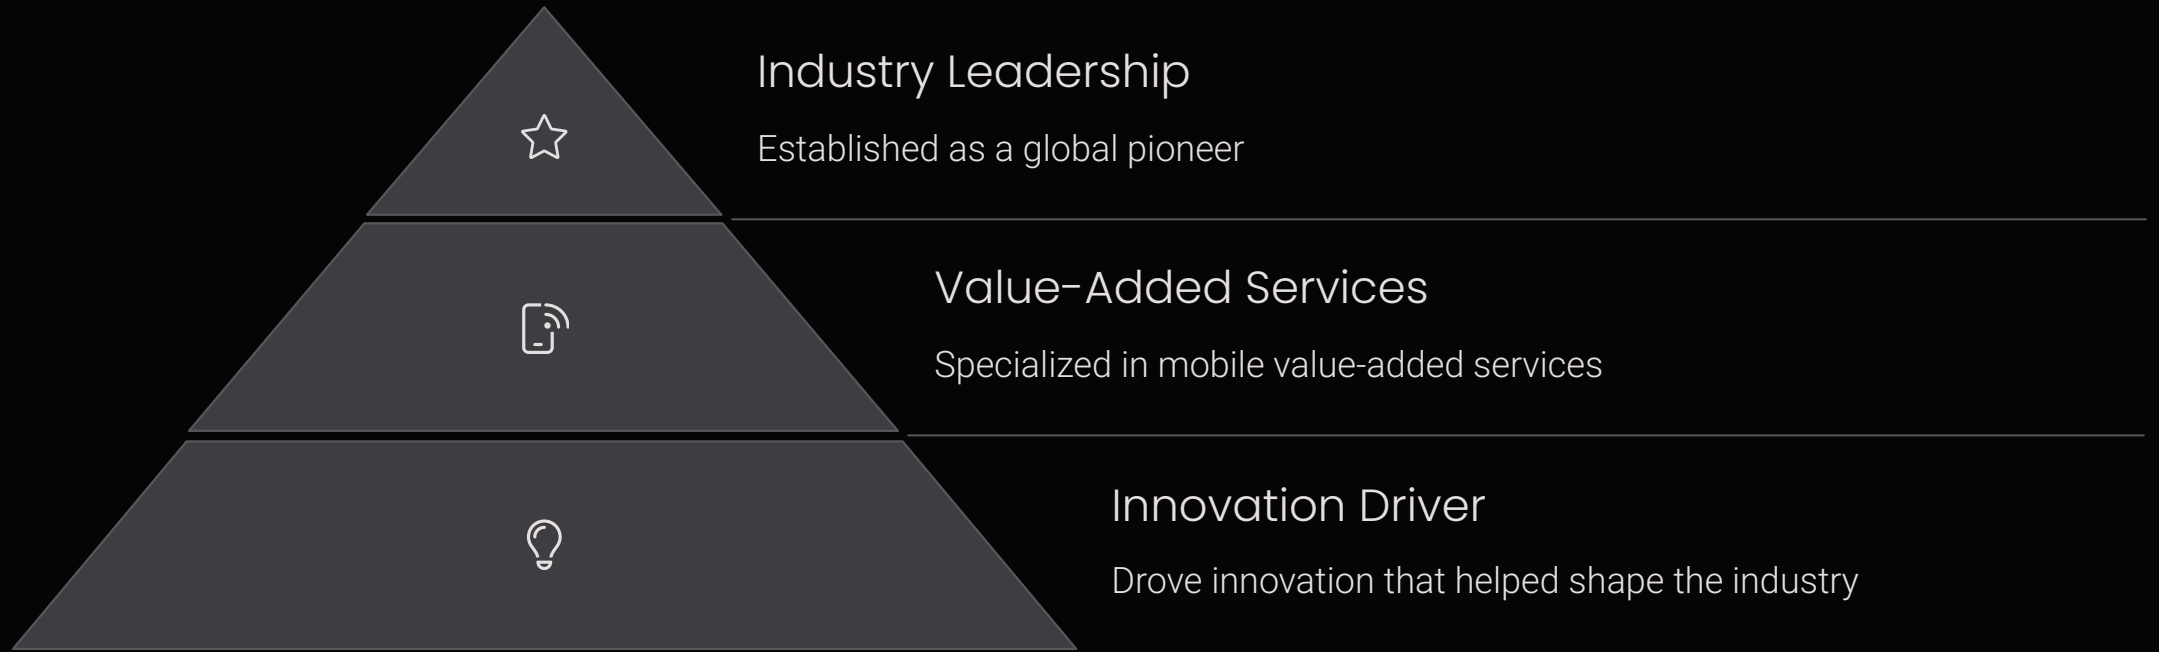 Industry Leadership
Established as a global pioneer
Value-Added Services
Specialized in mobile value-added services
Innovation Driver
Drove innovation that helped shape the industry